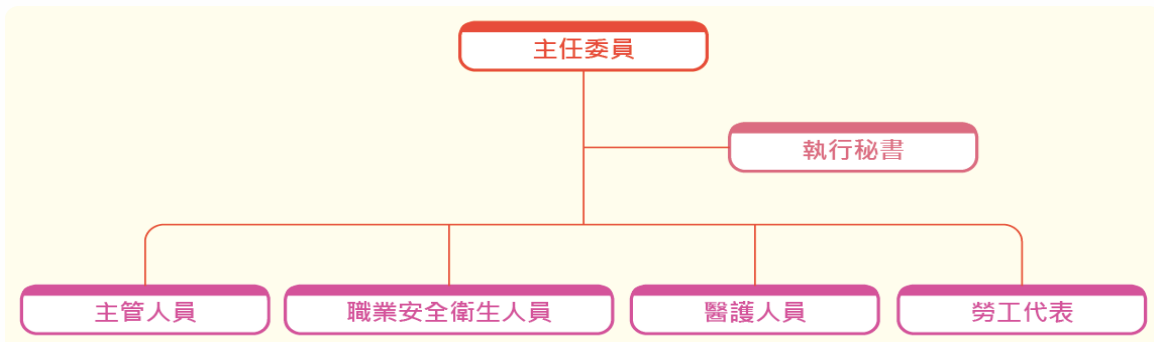 主任委員
執行秘書
主管人員
職業安全衛生人員
醫護人員
勞工代表